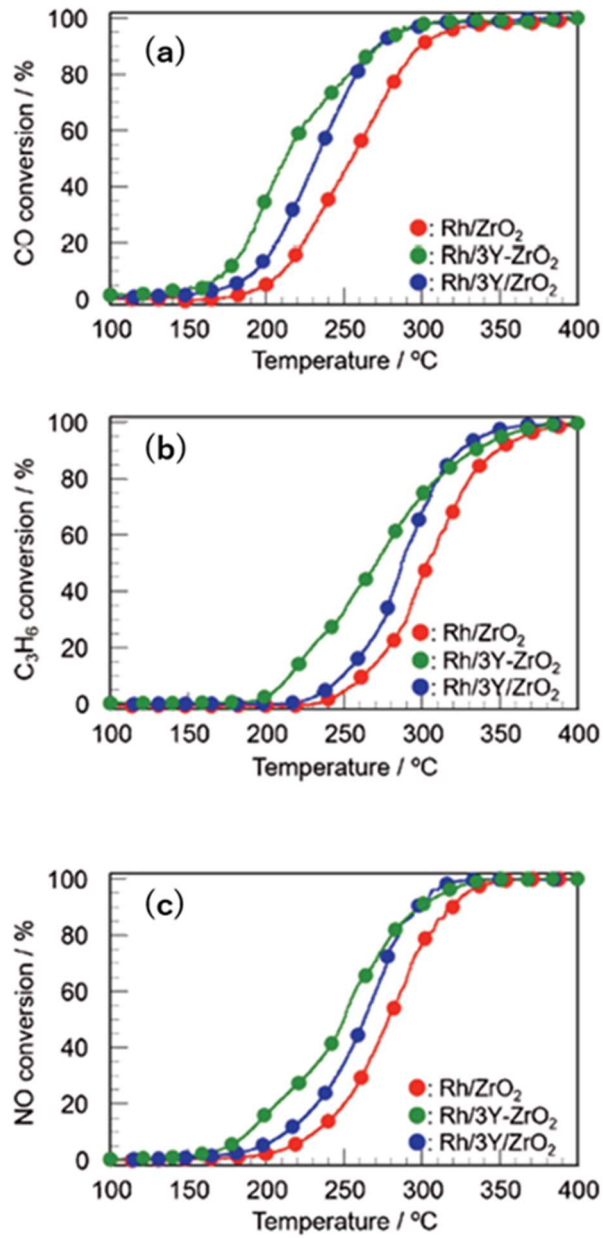 (a)
CO conversion / %
100
80
60
40
20
0
: Rh/ZrO₂
: Rh/3Y-ZrO₂
: Rh/3Y/ZrO₂
100 150 200 250 300 350 400
Temperature / ºC
(b)
C₃H₆ conversion / %
100
80
60
40
20
0
: Rh/ZrO₂
: Rh/3Y-ZrO₂
: Rh/3Y/ZrO₂
100 150 200 250 300 350 400
Temperature / ºC
(c)
NO conversion / %
100
80
60
40
20
0
: Rh/ZrO₂
: Rh/3Y-ZrO₂
: Rh/3Y/ZrO₂
100 150 200 250 300 350 400
Temperature / ºC